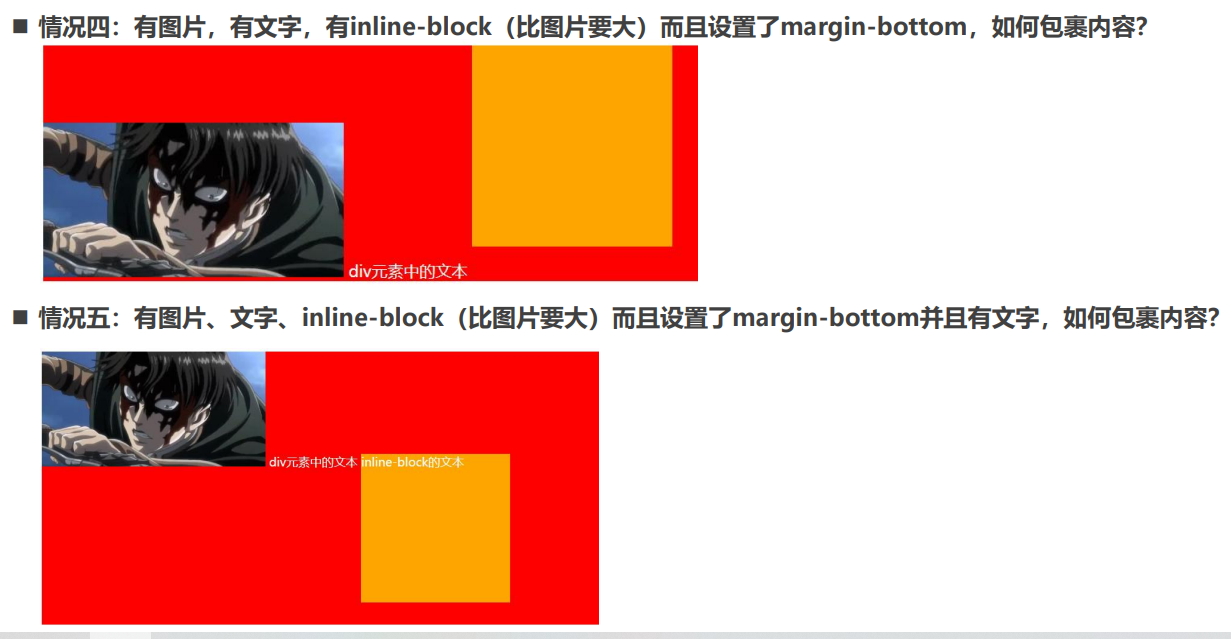 ■ 情况四：有图片，有文字，有inline-block（比图片要大）而且设置了margin-bottom，如何包裹内容？
div元素中的文本
■ 情况五：有图片、文字、inline-block（比图片要大）而且设置了margin-bottom并且有文字，如何包裹内容？
div元素中的文本 inline-block的文本